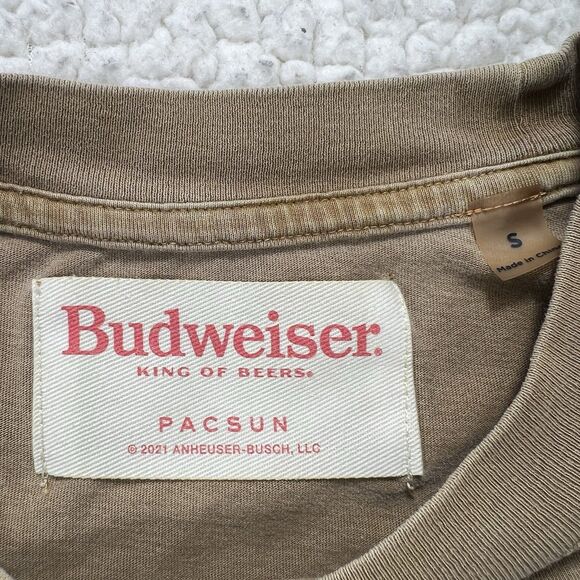 S
Made in China
Budweiser®
KING OF BEERS®
PACSUN
© 2021 ANHEUSER-BUSCH, LLC